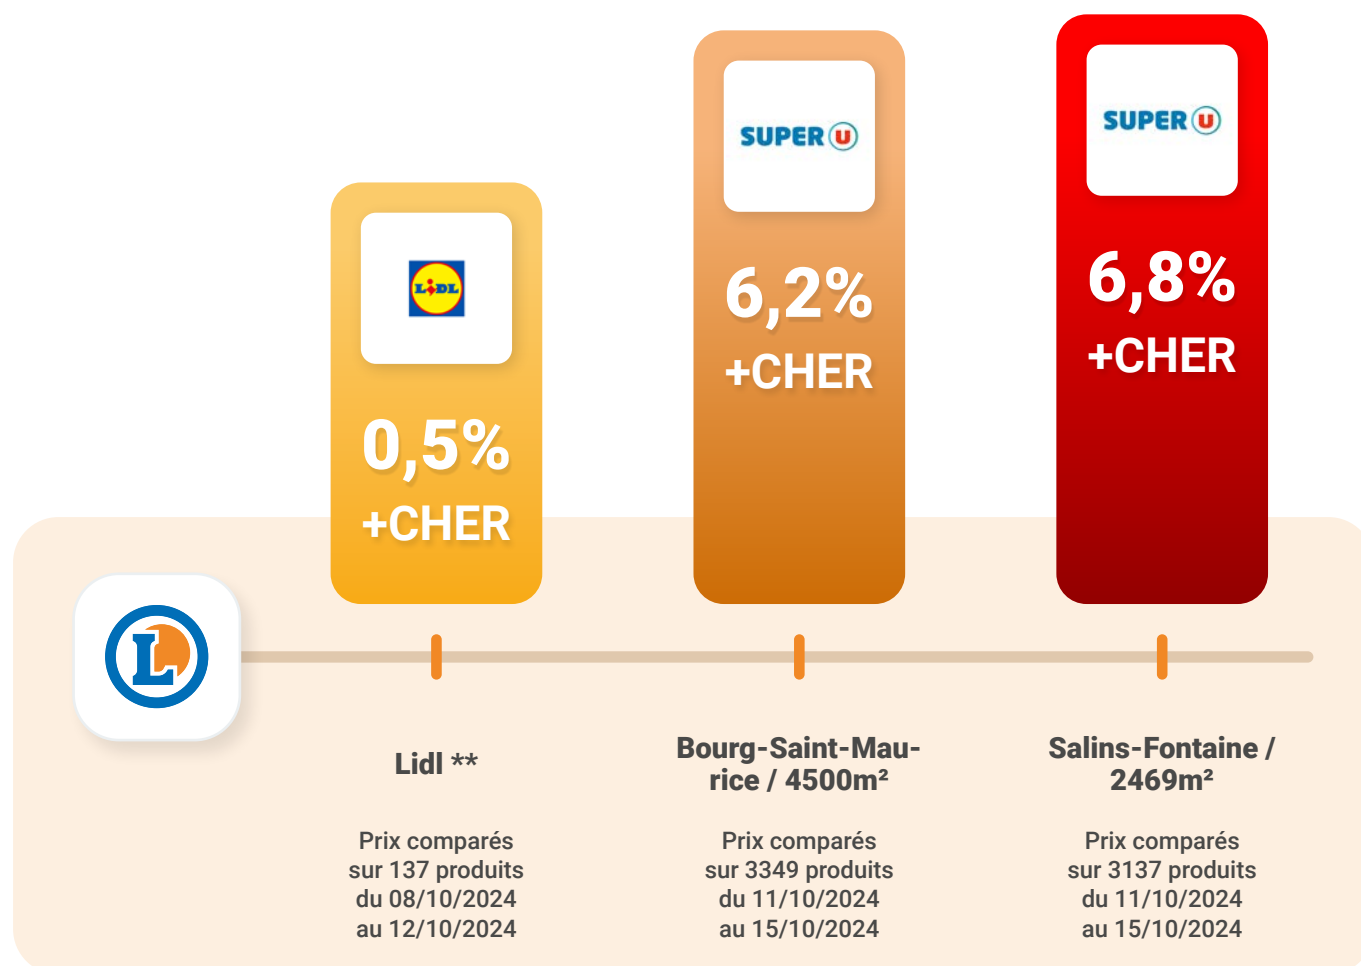 LIDL
0,5%
+CHER
SUPER U
6,2%
+CHER
SUPER U
6,8%
+CHER
L
Lidl **
Prix comparés
sur 137 produits
du 08/10/2024
au 12/10/2024
Bourg-Saint-Mau-
rice / 4500m²
Prix comparés
sur 3349 produits
du 11/10/2024
au 15/10/2024
Salins-Fontaine /
2469m²
Prix comparés
sur 3137 produits
du 11/10/2024
au 15/10/2024